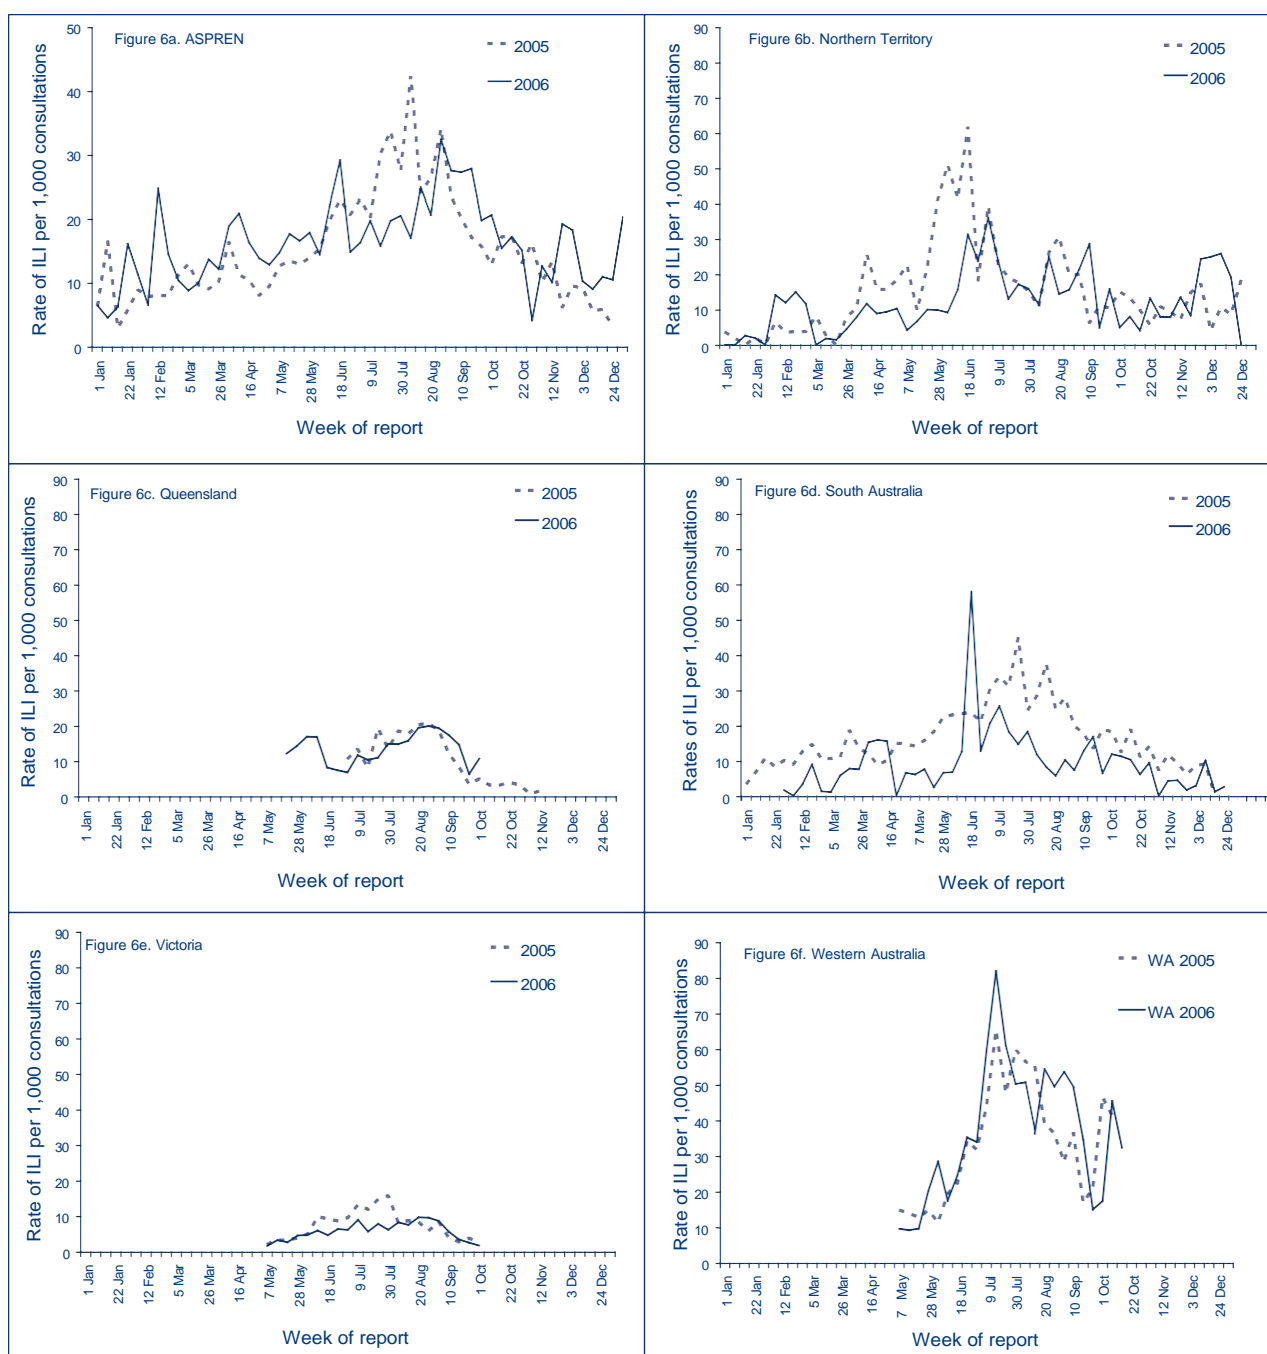 Figure 6a. ASPREN
2005
2006
Rate of ILI per 1,000 consultations
50
40
30
20
10
0
1 Jan
22 Jan
12 Feb
5 Mar
26 Mar
16 Apr
7 May
28 May
18 Jun
9 Jul
30 Jul
20 Aug
10 Sep
1 Oct
22 Oct
12 Nov
3 Dec
24 Dec
Week of report
Figure 6b. Northern Territory
2005
2006
Rate of ILI per 1,000 consultations
90
80
70
60
50
40
30
20
10
0
1 Jan
22 Jan
12 Feb
5 Mar
26 Mar
16 Apr
7 May
28 May
18 Jun
9 Jul
30 Jul
20 Aug
10 Sep
1 Oct
22 Oct
12 Nov
3 Dec
24 Dec
Week of report
Figure 6c. Queensland
2005
2006
Rate of ILI per 1,000 consultations
90
80
70
60
50
40
30
20
10
0
1 Jan
22 Jan
12 Feb
5 Mar
26 Mar
16 Apr
7 May
28 May
18 Jun
9 Jul
30 Jul
20 Aug
10 Sep
1 Oct
22 Oct
12 Nov
3 Dec
24 Dec
Week of report
Figure 6d. South Australia
2005
2006
Rates of ILI per 1,000 consultations
90
80
70
60
50
40
30
20
10
0
1 Jan
22 Jan
12 Feb
5 Mar
26 Mar
16 Apr
7 May
28 May
18 Jun
9 Jul
30 Jul
20 Aug
10 Sep
1 Oct
22 Oct
12 Nov
3 Dec
24 Dec
Week of report
Figure 6e. Victoria
2005
2006
Rate of ILI per 1,000 consultations
90
80
70
60
50
40
30
20
10
0
1 Jan
22 Jan
12 Feb
5 Mar
26 Mar
16 Apr
7 May
28 May
18 Jun
9 Jul
30 Jul
20 Aug
10 Sep
1 Oct
22 Oct
12 Nov
3 Dec
24 Dec
Week of report
Figure 6f. Western Australia
WA 2005
WA 2006
Rates of ILI per 1,000 consultations
90
80
70
60
50
40
30
20
10
0
1 Jan
22 Jan
12 Feb
5 Mar
26 Mar
16 Apr
7 May
28 May
18 Jun
9 Jul
30 Jul
20 Aug
10 Sep
1 Oct
22 Oct
12 Nov
3 Dec
24 Dec
Week of report